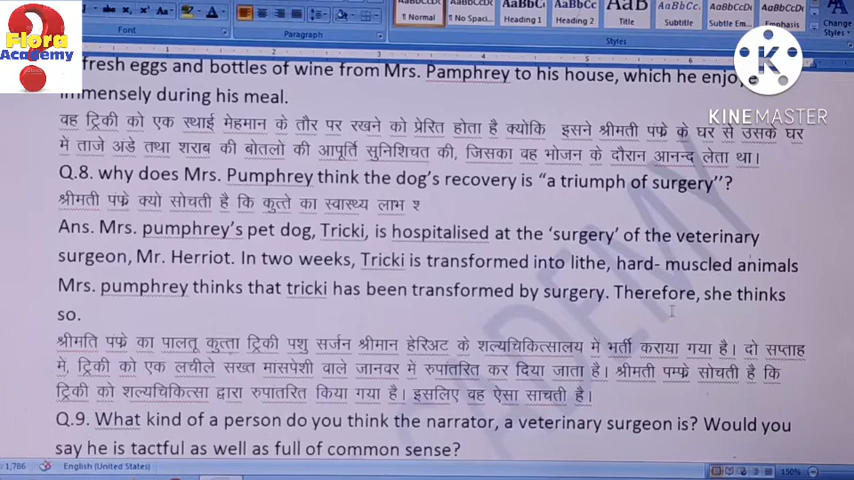 Flora
Academy
Font
Paragraph
Styles
¶ Normal
¶ No Spaci...
Heading 1
Heading 2
Title
Subtitle
Subtle Em...
Emphasis
Change
Styles
KINEMASTER
fresh eggs and bottles of wine from Mrs. Pamphrey to his house, which he enjoy
immensely during his meal.
वह ट्रिकी को एक स्थाई मेहमान के तौर पर रखने को प्रेरित होता है क्योकि इसने श्रीमती पंफ्रे के घर से उसके घर
मे ताजे अंडे तथा शराब की बोतलो की आपूर्ति सुनिशिचत की, जिसका वह भोजन के दौरान आनन्द लेता था।
Q.8. why does Mrs. Pumphrey think the dog's recovery is "a triumph of surgery"?
श्रीमती पंफ्रे क्यो सोचती है कि कुत्ते का स्वास्थ्य लाभ श
Ans. Mrs. pumphrey's pet dog, Tricki, is hospitalised at the 'surgery' of the veterinary
surgeon, Mr. Herriot. In two weeks, Tricki is transformed into lithe, hard- muscled animals
Mrs. pumphrey thinks that tricki has been transformed by surgery. Therefore, she thinks
so.
श्रीमति पंफ्रे का पालतू कुत्ता ट्रिकी पशु सर्जन श्रीमान हेरिअट के शल्यचिकित्सालय मे भर्ती कराया गया है। दो सप्ताह
मे, ट्रिकी को एक लचीले सख्त मासपेशी वाले जानवर मे रुपातरित कर दिया जाता है। श्रीमती पम्फ्रे सोचती है कि
ट्रिकी को शल्यचिकित्सा द्वारा रुपातरित किया गया है। इसलिए वह ऐसा साचती है।
Q.9. What kind of a person do you think the narrator, a veterinary surgeon is? Would you
say he is tactful as well as full of common sense?
1,786
English (United States)
150%